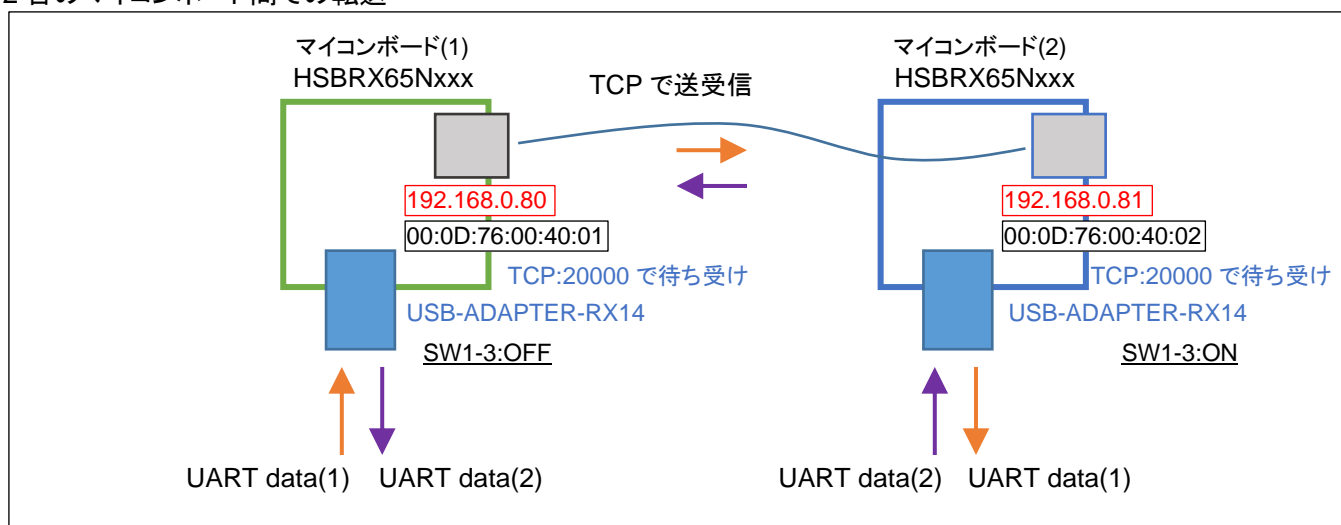 マイコンボード(1)
HSBRX65Nxxx
マイコンボード(2)
HSBRX65Nxxx
TCP で送受信
192.168.0.80
00:0D:76:00:40:01
TCP:20000 で待ち受け
USB-ADAPTER-RX14
SW1-3:OFF
192.168.0.81
00:0D:76:00:40:02
TCP:20000 で待ち受け
USB-ADAPTER-RX14
SW1-3:ON
UART data(1) UART data(2)
UART data(2) UART data(1)